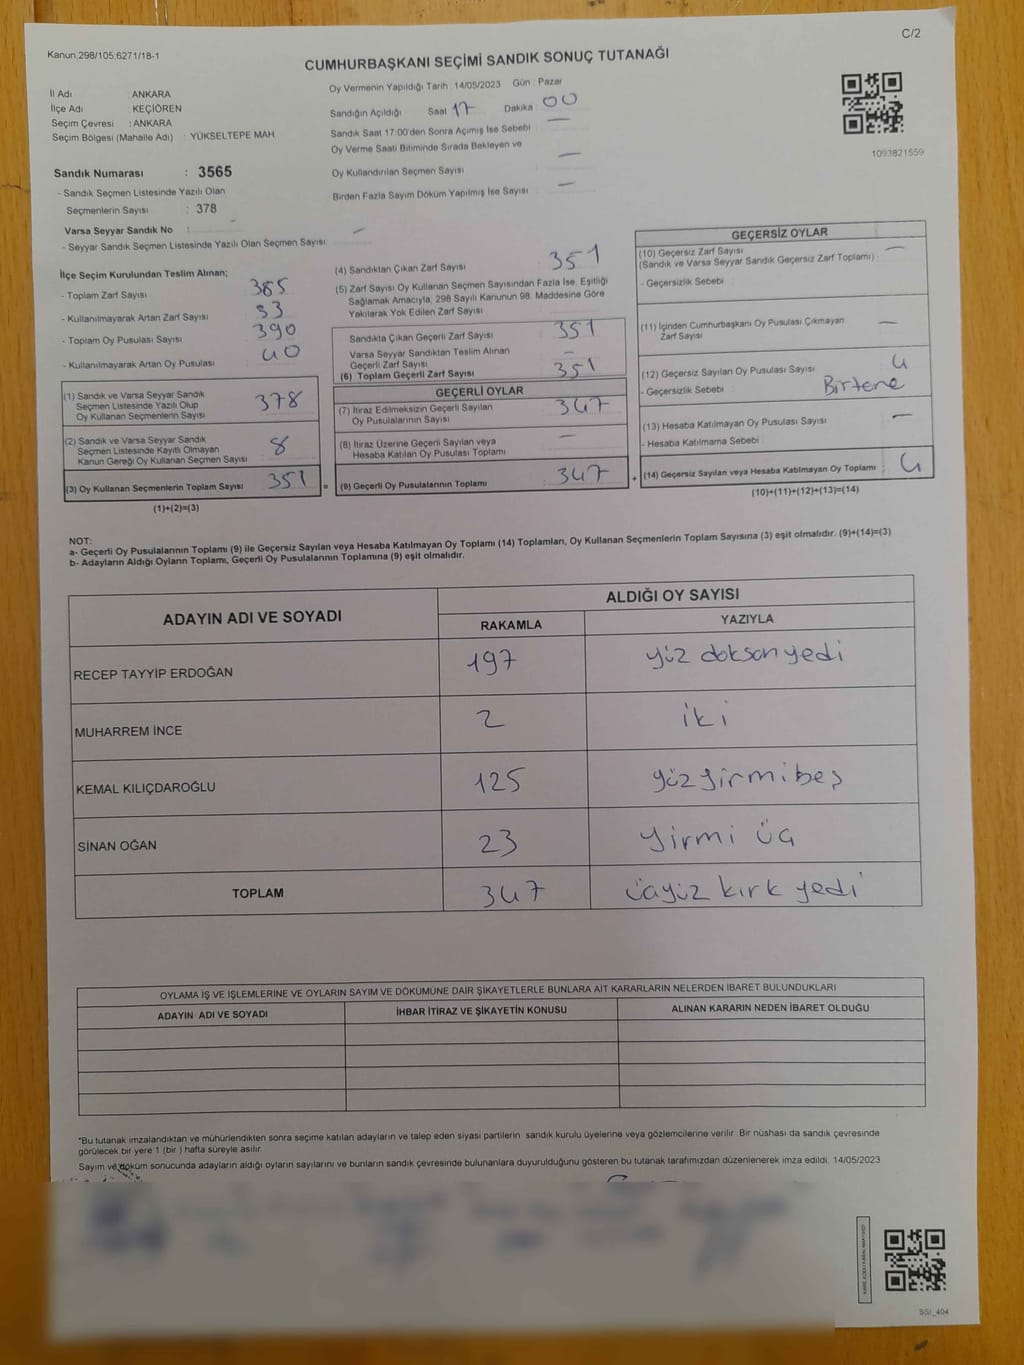 C/2
Kanun;298/105;6271/18-1
CUMHURBAŞKANI SEÇİMİ SANDIK SONUÇ TUTANAĞI
İl Adı : ANKARA
İlçe Adı : KEÇİÖREN
Seçim Çevresi : ANKARA
Seçim Bölgesi (Mahalle Adı) : YÜKSELTEPE MAH.
Sandık Numarası : 3565
- Sandık Seçmen Listesinde Yazılı Olan
Seçmenlerin Sayısı : 378
Varsa Seyyar Sandık No : –
- Seyyar Sandık Seçmen Listesinde Yazılı Olan Seçmen Sayısı –
Oy Vermenin Yapıldığı Tarih : 14/05/2023 Gün : Pazar
Sandığın Açıldığı Saat 17 Dakika : 00
Sandık Saat 17:00'den Sonra Açımış İse Sebebi –
Oy Verme Saati Bitiminde Sırada Bekleyen ve
Oy Kullandırılan Seçmen Sayısı –
Birden Fazla Sayım Döküm Yapılmış İse Sayısı –
1093821559
İlçe Seçim Kurulundan Teslim Alınan;
- Toplam Zarf Sayısı 385
- Kullanılmayarak Artan Zarf Sayısı 33
- Toplam Oy Pusulası Sayısı 390
- Kullanılmayarak Artan Oy Pusulası 40
(1) Sandık ve Varsa Seyyar Sandık
Seçmen Listesinde Yazılı Olup
Oy Kullanan Seçmenlerin Sayısı 378
(2) Sandık ve Varsa Seyyar Sandık
Seçmen Listesinde Kayıtlı Olmayan
Kanun Gereği Oy Kullanan Seçmen Sayısı 8
(3) Oy Kullanan Seçmenlerin Toplam Sayısı 351 =
(1)+(2)=(3)
(4) Sandıktan Çıkan Zarf Sayısı 351
(5) Zarf Sayısı Oy Kullanan Seçmen Sayısından Fazla İse, Eşitliği
Sağlamak Amacıyla, 298 Sayılı Kanunun 98. Maddesine Göre
Yakılarak Yok Edilen Zarf Sayısı
Sandıkta Çıkan Geçerli Zarf Sayısı 351
Varsa Seyyar Sandıktan Teslim Alınan
Geçerli Zarf Sayısı –
(6) Toplam Geçerli Zarf Sayısı 351
GEÇERLİ OYLAR
(7) İtiraz Edilmeksizin Geçerli Sayılan
Oy Pusulalarının Sayısı 347
(8) İtiraz Üzerine Geçerli Sayılan veya
Hesaba Katılan Oy Pusulası Toplamı –
(9) Geçerli Oy Pusulalarının Toplamı 347 +
GEÇERSİZ OYLAR
(10) Geçersiz Zarf Sayısı –
(Sandık ve Varsa Seyyar Sandık Geçersiz Zarf Toplamı) :
- Geçersizlik Sebebi
(11) İçinden Cumhurbaşkanı Oy Pusulası Çıkmayan
Zarf Sayısı –
(12) Geçersiz Sayılan Oy Pusulası Sayısı 4
- Geçersizlik Sebebi :
(13) Hesaba Katılmayan Oy Pusulası Sayısı –
- Hesaba Katılmama Sebebi
(14) Geçersiz Sayılan veya Hesaba Katılmayan Oy Toplamı 4
(10)+(11)+(12)+(13)=(14)
NOT:
a- Geçerli Oy Pusulalarının Toplamı (9) ile Geçersiz Sayılan veya Hesaba Katılmayan Oy Toplamı (14) Toplamları, Oy Kullanan Seçmenlerin Toplam Sayısına (3) eşit olmalıdır. (9)+(14)=(3)
b- Adayların Aldığı Oyların Toplamı, Geçerli Oy Pusulalarının Toplamına (9) eşit olmalıdır.
ADAYIN ADI VE SOYADI
ALDIĞI OY SAYISI
RAKAMLA YAZIYLA
RECEP TAYYİP ERDOĞAN 197 yüz doksan yedi
MUHARREM İNCE 2 iki
KEMAL KILIÇDAROĞLU 125 yüz yirmi beş
SİNAN OĞAN 23 yirmi üç
TOPLAM 347 üçyüz kırk yedi
OYLAMA İŞ VE İŞLEMLERİNE VE OYLARIN SAYIM VE DÖKÜMÜNE DAİR ŞİKAYETLERLE BUNLARA AİT KARARLARIN NELERDEN İBARET BULUNDUKLARI
ADAYIN ADI VE SOYADI İHBAR İTİRAZ VE ŞİKAYETİN KONUSU ALINAN KARARIN NEDEN İBARET OLDUĞU
*Bu tutanak imzalandıktan ve mühürlendikten sonra seçime katılan adayların ve talep eden siyasi partilerin sandık kurulu üyelerine veya gözlemcilerine verilir. Bir nüshası da sandık çevresinde
görülecek bir yere 1 (bir ) hafta süreyle asılır.
Sayım ve döküm sonucunda adayların aldığı oyların sayılarını ve bunların sandık çevresinde bulunanlara duyurulduğunu gösteren bu tutanak tarafımızdan düzenlenerek imza edildi. 14/05/2023
SSI_404